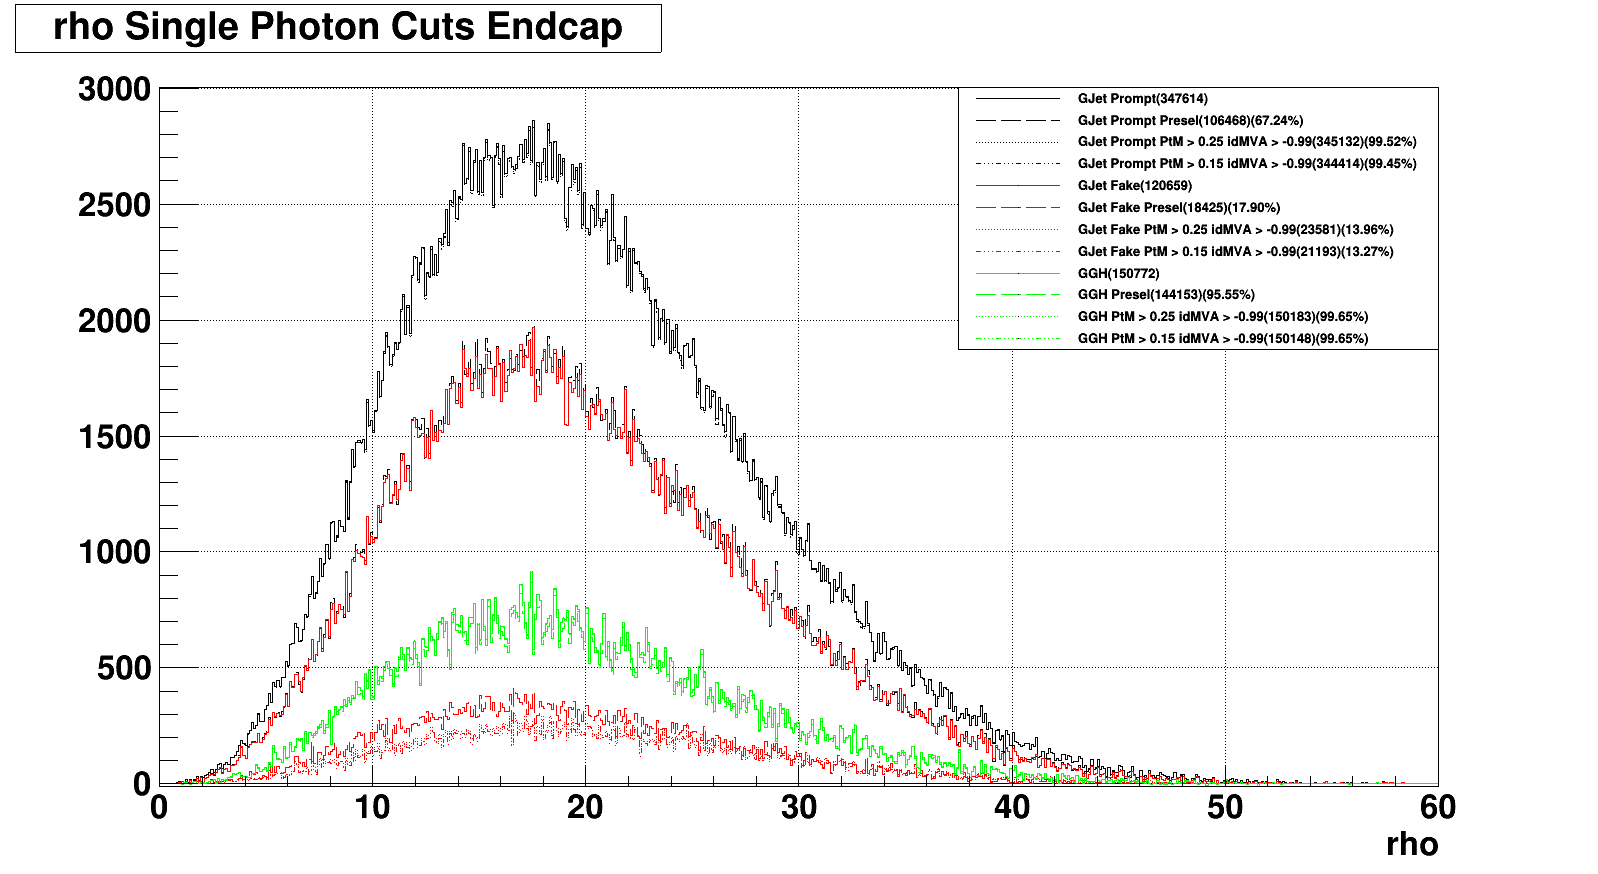 rho Single Photon Cuts Endcap
3000
2500
2000
1500
1000
500
0
GJet Prompt(347614)
GJet Prompt Presel(106468)(67.24%)
GJet Prompt PtM > 0.25 idMVA > -0.99(345132)(99.52%)
GJet Prompt PtM > 0.15 idMVA > -0.99(344414)(99.45%)
GJet Fake(120659)
GJet Fake Presel(18425)(17.90%)
GJet Fake PtM > 0.25 idMVA > -0.99(23581)(13.96%)
GJet Fake PtM > 0.15 idMVA > -0.99(21193)(13.27%)
GGH(150772)
GGH Presel(144153)(95.55%)
GGH PtM > 0.25 idMVA > -0.99(150183)(99.65%)
GGH PtM > 0.15 idMVA > -0.99(150148)(99.65%)
0 10 20 30 40 50 60
rho